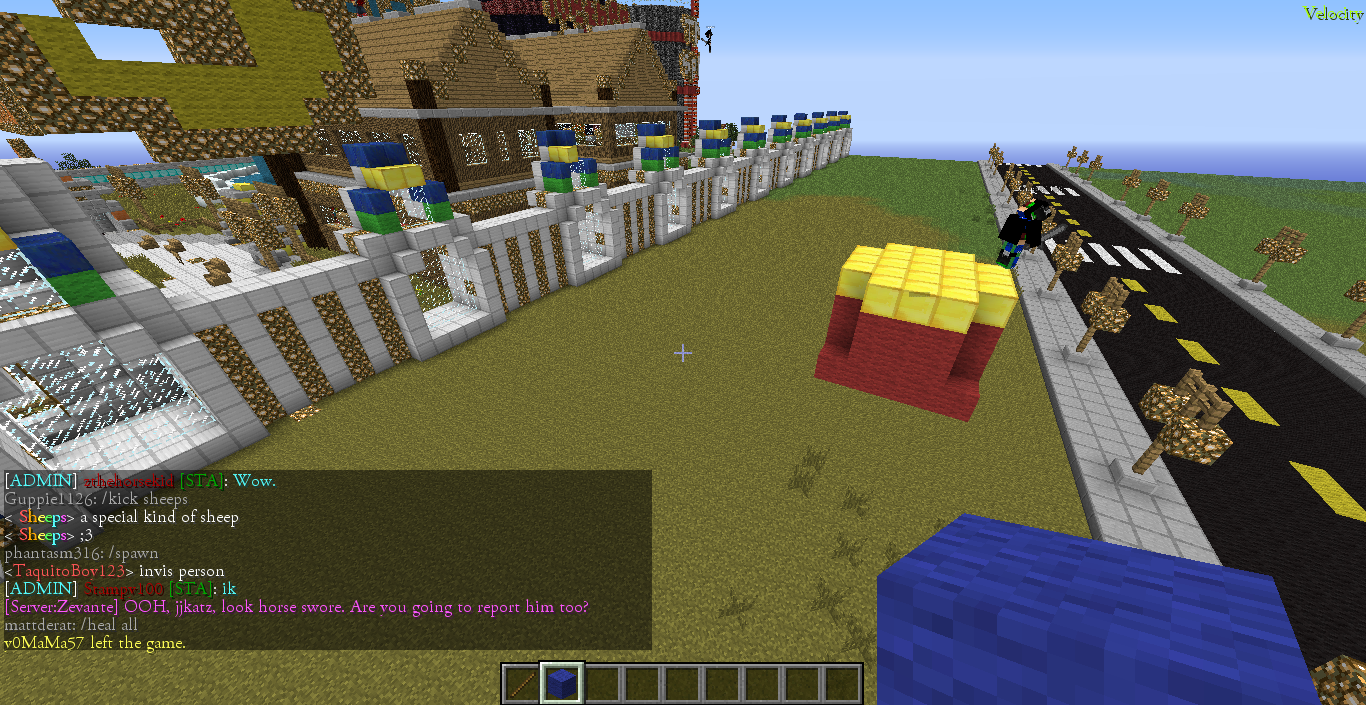 Velocity
[ADMIN] zthehorsekid [STA]: Wow.
Guppie1126: /kick sheeps
< Sheeps> a special kind of sheep
< Sheeps> ;3
phantasm316: /spawn
<TaquitoBoy123> invis person
[ADMIN] Stampy100 [STA]: ik
[Server:Zevante] OOH, jjkatz, look horse swore. Are you going to report him too?
mattderat: /heal all
v0MaMa57 left the game.